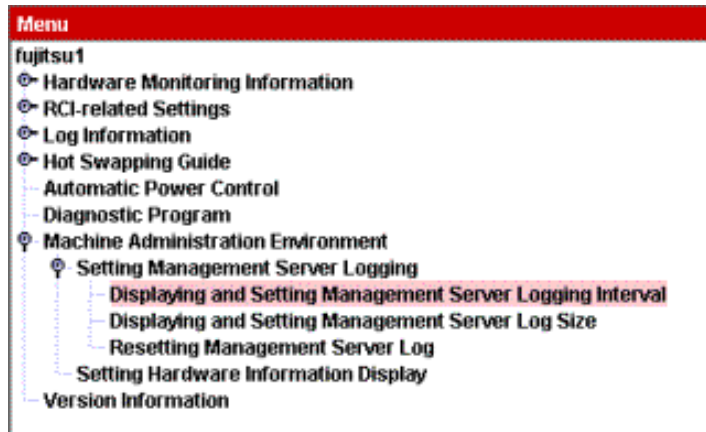 Menu
fujitsu1
Hardware Monitoring Information
RCI-related Settings
Log Information
Hot Swapping Guide
Automatic Power Control
Diagnostic Program
Machine Administration Environment
Setting Management Server Logging
Displaying and Setting Management Server Logging Interval
Displaying and Setting Management Server Log Size
Resetting Management Server Log
Setting Hardware Information Display
Version Information